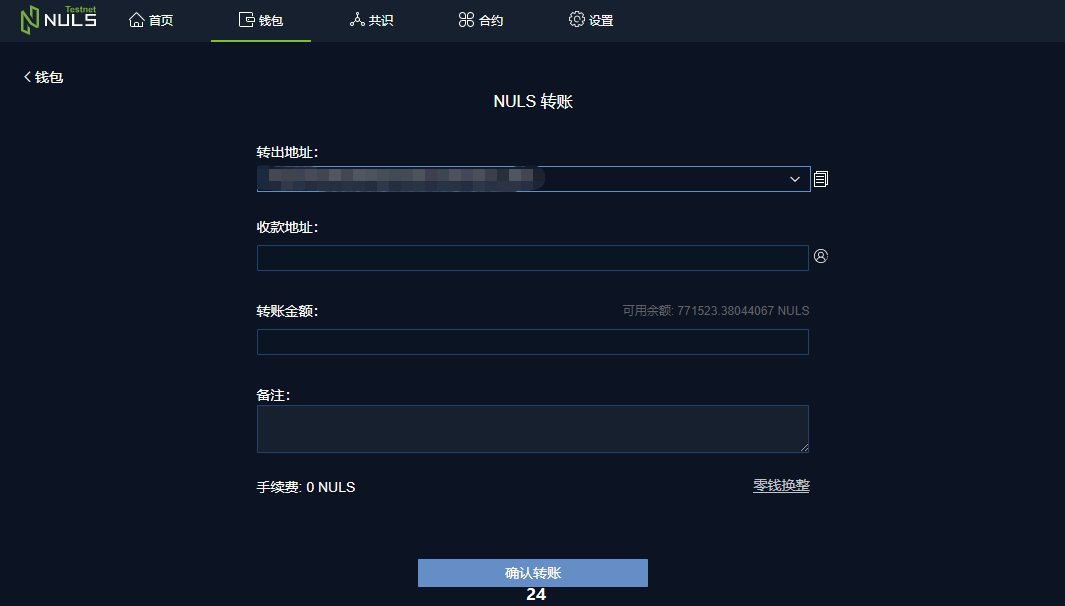 Testnet
NULS 首页 钱包 共识 合约 设置
钱包
NULS 转账
转出地址：
收款地址：
转账金额： 可用余额: 771523.38044067 NULS
备注：
手续费: 0 NULS 零钱换整
确认转账
24